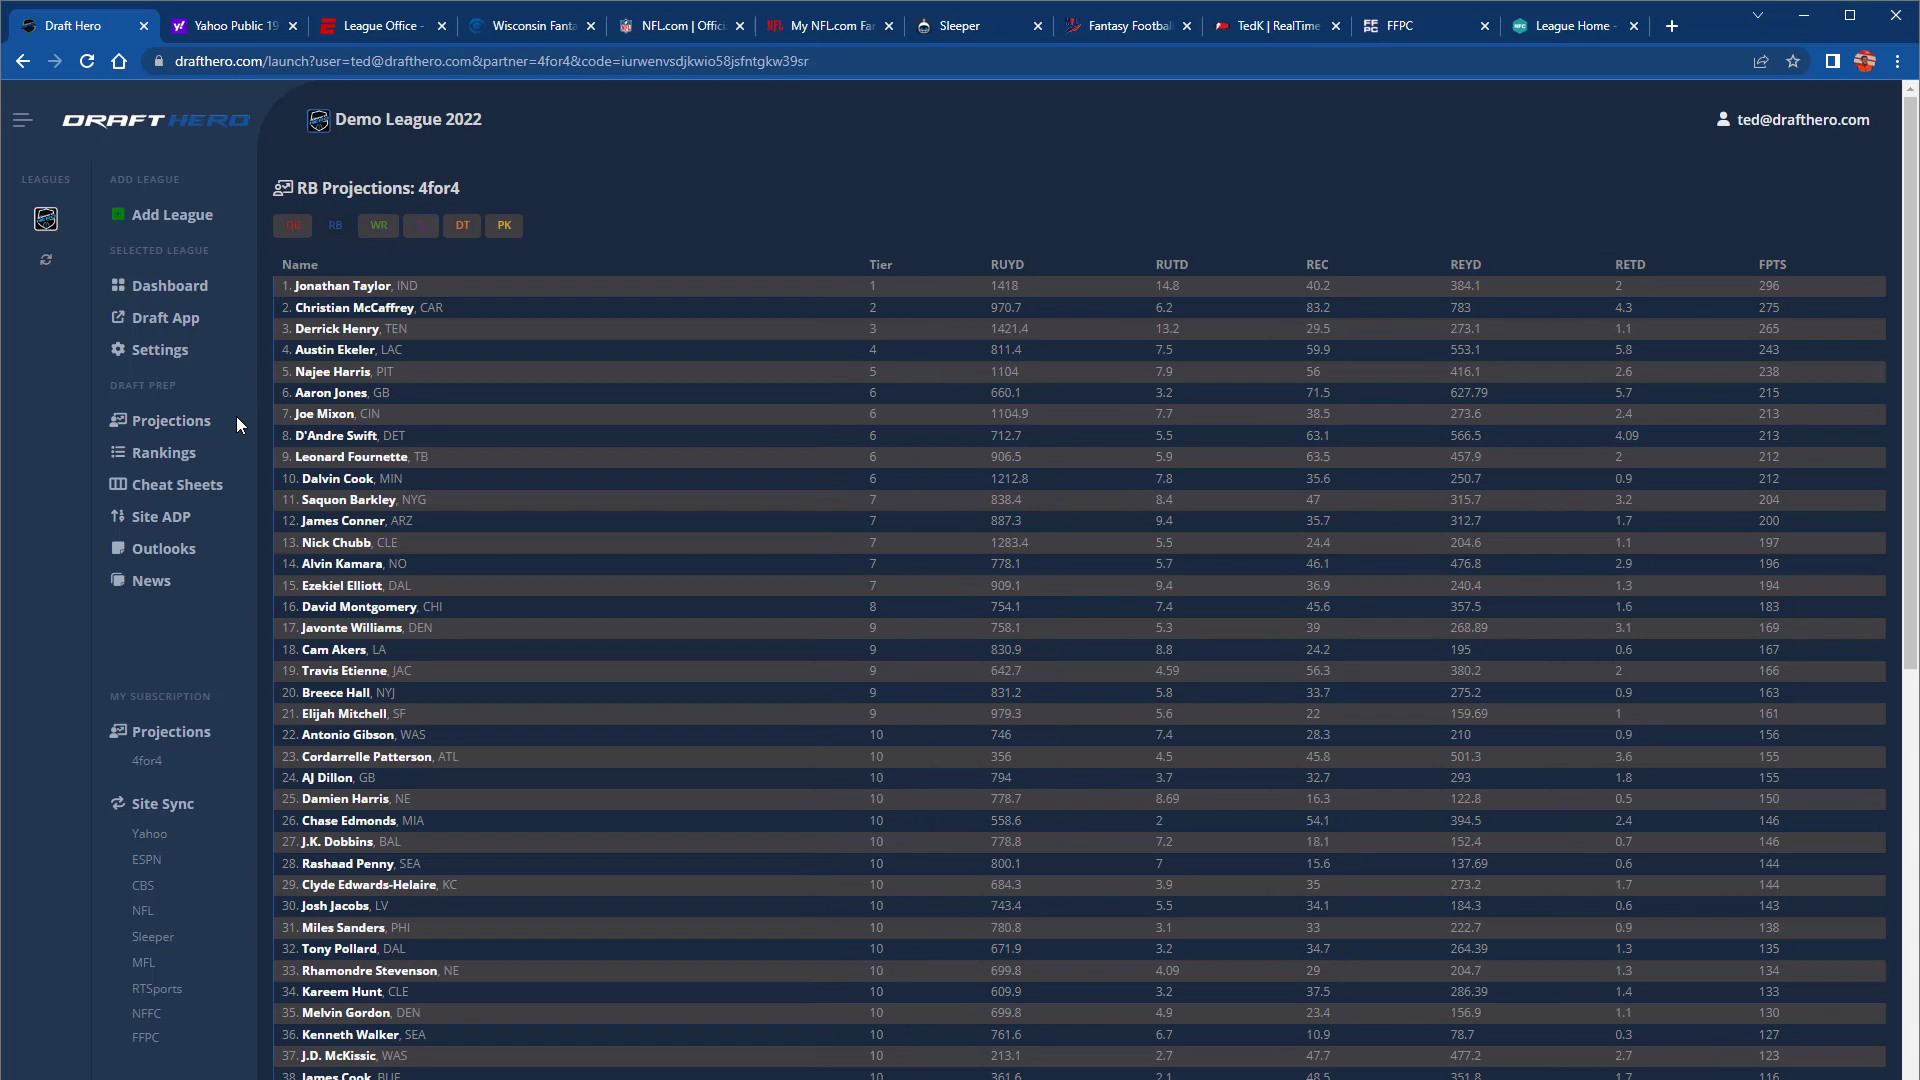 Draft Hero
Yahoo Public 19
League Office -
Wisconsin Fanta
NFL.com | Offici
My NFL.com Fan
Sleeper
Fantasy Football
TedK | RealTime
FFPC
League Home -
drafthero.com/launch?user=ted@drafthero.com&partner=4for4&code=iurwenvsdjkwio58jsfntgkw39sr
DRAFT HERO
Demo League 2022
ted@drafthero.com
LEAGUES
ADD LEAGUE
Add League
SELECTED LEAGUE
Dashboard
Draft App
Settings
DRAFT PREP
Projections
Rankings
Cheat Sheets
Site ADP
Outlooks
News
MY SUBSCRIPTION
Projections
4for4
Site Sync
Yahoo
ESPN
CBS
NFL
Sleeper
MFL
RTSports
NFFC
FFPC
RB Projections: 4for4
QB RB WR DT PK
Name Tier RUYD RUTD REC REYD RETD FPTS
1. Jonathan Taylor, IND 1 1418 14.8 40.2 384.1 2 296
2. Christian McCaffrey, CAR 2 970.7 6.2 83.2 783 4.3 275
3. Derrick Henry, TEN 3 1421.4 13.2 29.5 273.1 1.1 265
4. Austin Ekeler, LAC 4 811.4 7.5 59.9 553.1 5.8 243
5. Najee Harris, PIT 5 1104 7.9 56 416.1 2.6 238
6. Aaron Jones, GB 6 660.1 3.2 71.5 627.79 5.7 215
7. Joe Mixon, CIN 6 1104.9 7.7 38.5 273.6 2.4 213
8. D'Andre Swift, DET 6 712.7 5.5 63.1 566.5 4.09 213
9. Leonard Fournette, TB 6 906.5 5.9 63.5 457.9 2 212
10. Dalvin Cook, MIN 6 1212.8 7.8 35.6 250.7 0.9 212
11. Saquon Barkley, NYG 7 838.4 8.4 47 315.7 3.2 204
12. James Conner, ARZ 7 887.3 9.4 35.7 312.7 1.7 200
13. Nick Chubb, CLE 7 1283.4 5.5 24.4 204.6 1.1 197
14. Alvin Kamara, NO 7 778.1 5.7 46.1 476.8 2.9 196
15. Ezekiel Elliott, DAL 7 909.1 9.4 36.9 240.4 1.3 194
16. David Montgomery, CHI 8 754.1 7.4 45.6 357.5 1.6 183
17. Javonte Williams, DEN 9 758.1 5.3 39 268.89 3.1 169
18. Cam Akers, LA 9 830.9 8.8 24.2 195 0.6 167
19. Travis Etienne, JAC 9 642.7 4.59 56.3 380.2 2 166
20. Breece Hall, NYJ 9 831.2 5.8 33.7 275.2 0.9 163
21. Elijah Mitchell, SF 9 979.3 5.6 22 159.69 1 161
22. Antonio Gibson, WAS 10 746 7.4 28.3 210 0.9 156
23. Cordarrelle Patterson, ATL 10 356 4.5 45.8 501.3 3.6 155
24. AJ Dillon, GB 10 794 3.7 32.7 293 1.8 155
25. Damien Harris, NE 10 778.7 8.69 16.3 122.8 0.5 150
26. Chase Edmonds, MIA 10 558.6 2 54.1 394.5 2.4 146
27. J.K. Dobbins, BAL 10 778.8 7.2 18.1 152.4 0.7 146
28. Rashaad Penny, SEA 10 800.1 7 15.6 137.69 0.6 144
29. Clyde Edwards-Helaire, KC 10 684.3 3.9 35 273.2 1.7 144
30. Josh Jacobs, LV 10 743.4 5.5 34.1 184.3 0.6 143
31. Miles Sanders, PHI 10 780.8 3.1 33 222.7 0.9 138
32. Tony Pollard, DAL 10 671.9 3.2 34.7 264.39 1.3 135
33. Rhamondre Stevenson, NE 10 699.8 4.09 29 204.7 1.3 134
34. Kareem Hunt, CLE 10 609.9 3.2 37.5 286.39 1.4 133
35. Melvin Gordon, DEN 10 699.8 4.9 23.4 156.9 1.1 130
36. Kenneth Walker, SEA 10 761.6 6.7 10.9 78.7 0.3 127
37. J.D. McKissic, WAS 10 213.1 2.7 47.7 477.2 2.7 123
38. James Cook, BUF 10 361.6 2.1 48.5 351.8 1.7 116